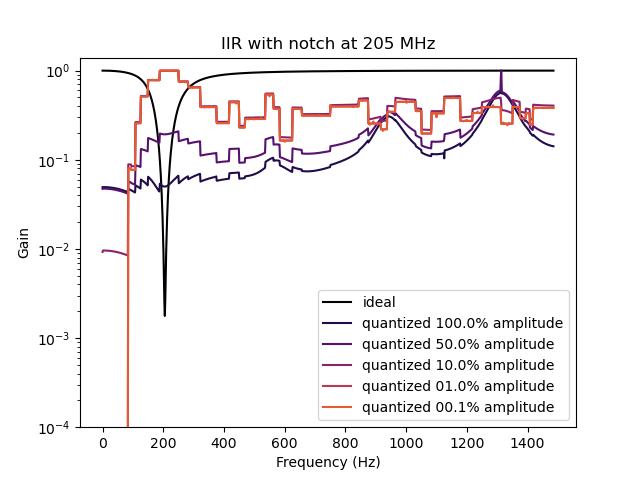 IIR with notch at 205 MHz
Gain
10^0
10^-1
10^-2
10^-3
10^-4
ideal
quantized 100.0% amplitude
quantized 50.0% amplitude
quantized 10.0% amplitude
quantized 01.0% amplitude
quantized 00.1% amplitude
0 200 400 600 800 1000 1200 1400
Frequency (Hz)